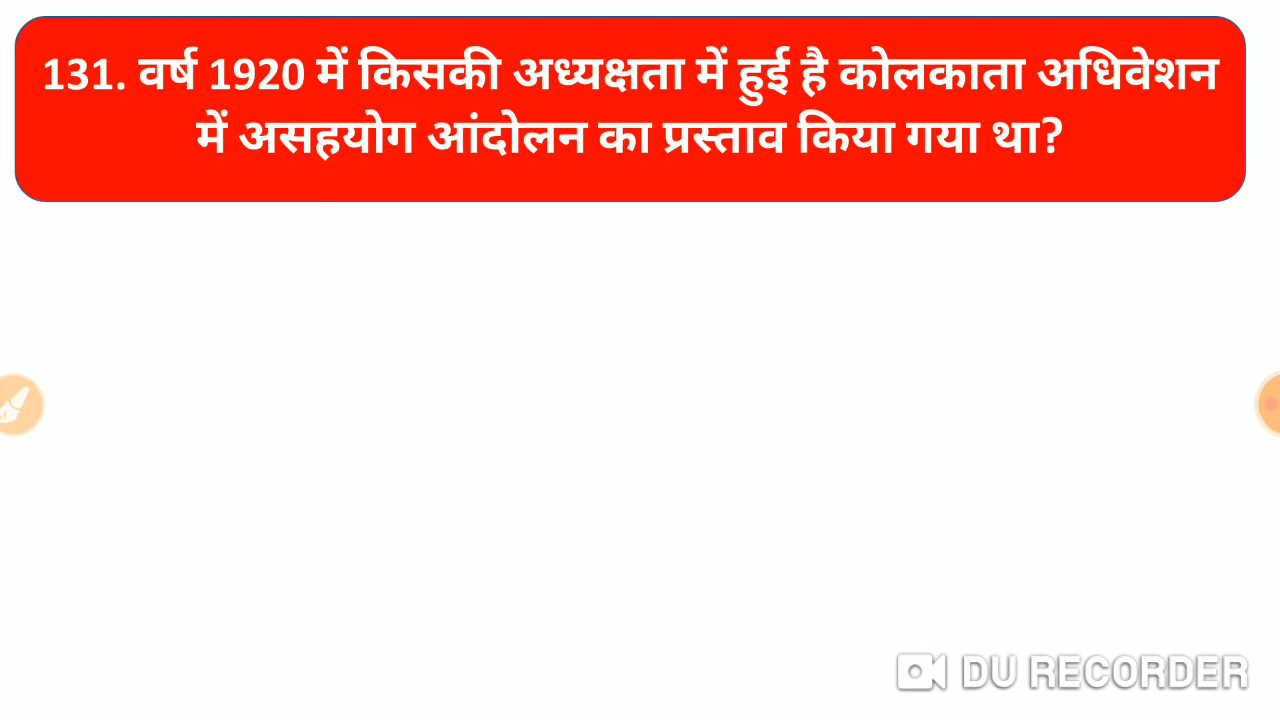 131. वर्ष 1920 में किसकी अध्यक्षता में हुई है कोलकाता अधिवेशन
में असहयोग आंदोलन का प्रस्ताव किया गया था?
DU RECORDER